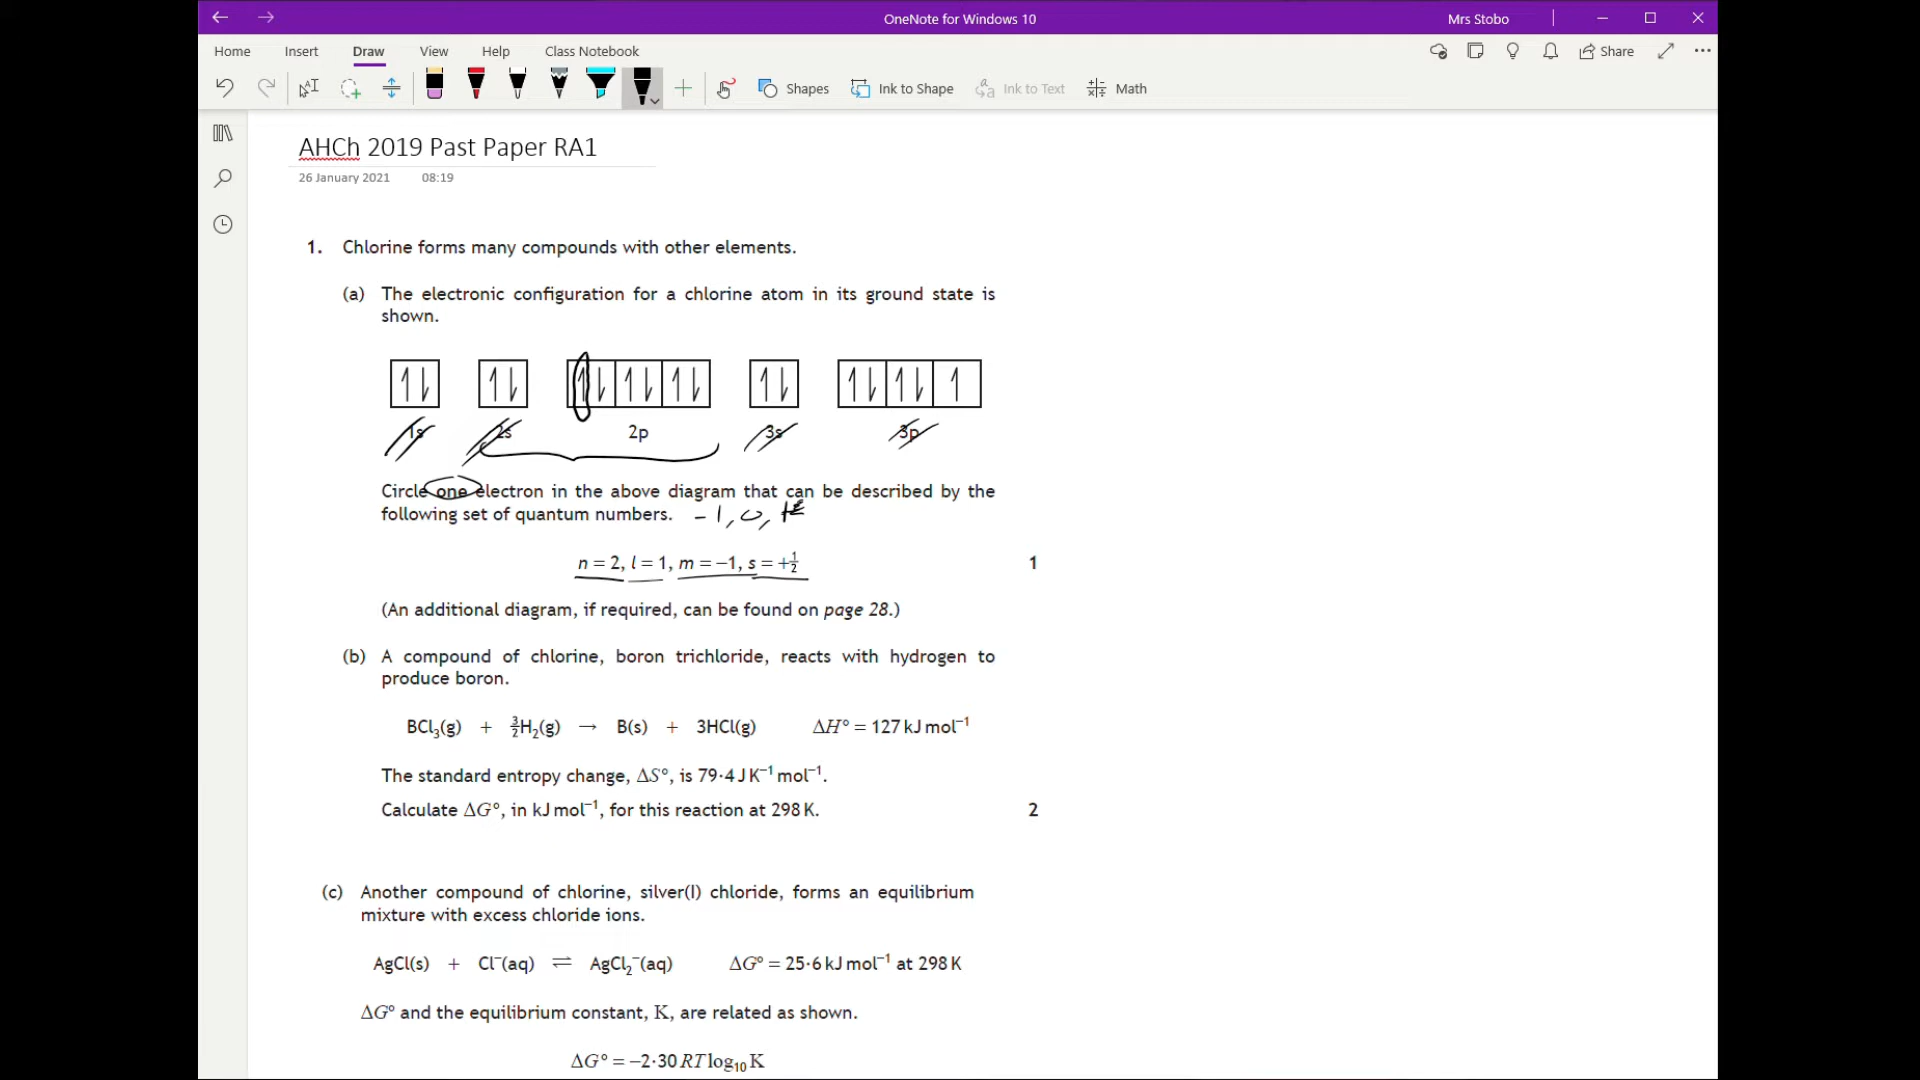 OneNote for Windows 10
Mrs Stobo
Home Insert Draw View Help Class Notebook
Share
Shapes Ink to Shape Ink to Text Math
AHCh 2019 Past Paper RA1
26 January 2021 08:19
1. Chlorine forms many compounds with other elements.
(a) The electronic configuration for a chlorine atom in its ground state is
shown.
1s 2s 2p 3s 3p
Circle one electron in the above diagram that can be described by the
following set of quantum numbers. -1, 0,
n = 2, l = 1, m = −1, s = +½ 1
(An additional diagram, if required, can be found on page 28.)
(b) A compound of chlorine, boron trichloride, reacts with hydrogen to
produce boron.
BCl₃(g) + 3/2H₂(g) → B(s) + 3HCl(g) ΔH° = 127 kJ mol⁻¹
The standard entropy change, ΔS°, is 79·4 J K⁻¹ mol⁻¹.
Calculate ΔG°, in kJ mol⁻¹, for this reaction at 298 K. 2
(c) Another compound of chlorine, silver(I) chloride, forms an equilibrium
mixture with excess chloride ions.
AgCl(s) + Cl⁻(aq) ⇌ AgCl₂⁻(aq) ΔG° = 25·6 kJ mol⁻¹ at 298 K
ΔG° and the equilibrium constant, K, are related as shown.
ΔG° = −2·30 RT log₁₀ K